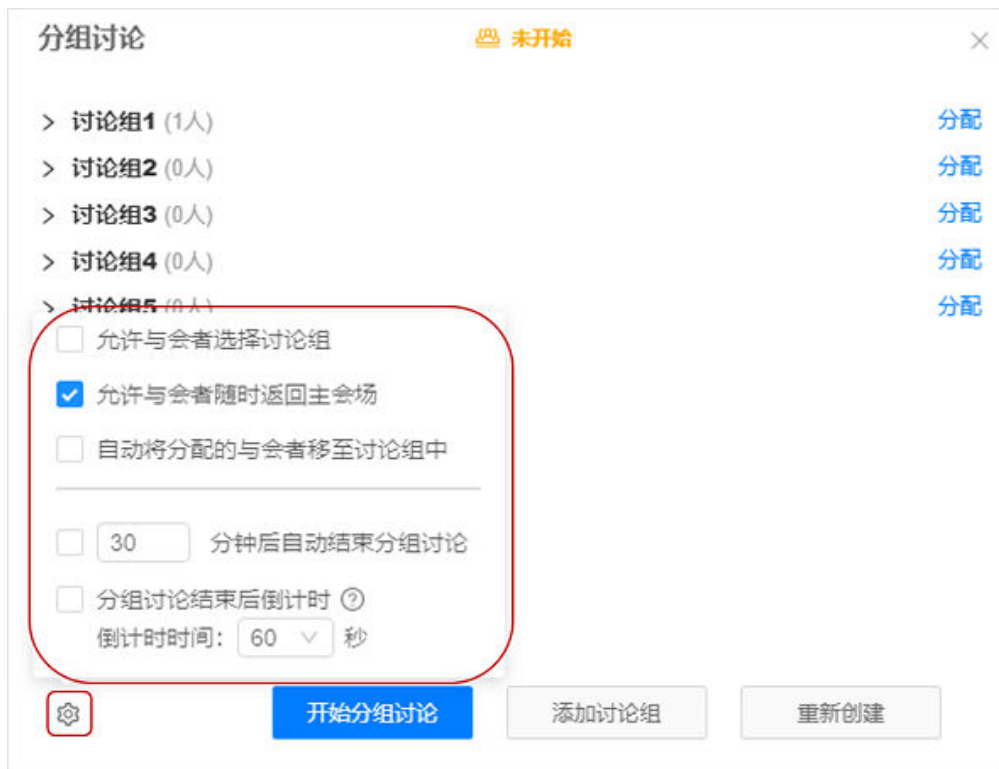 分组讨论 未开始
讨论组1 (1人) 分配
讨论组2 (0人) 分配
讨论组3 (0人) 分配
讨论组4 (0人) 分配
讨论组5 (0人) 分配
允许与会者选择讨论组
允许与会者随时返回主会场
自动将分配的与会者移至讨论组中
30 分钟后自动结束分组讨论
分组讨论结束后倒计时
倒计时时间： 60 秒
开始分组讨论 添加讨论组 重新创建